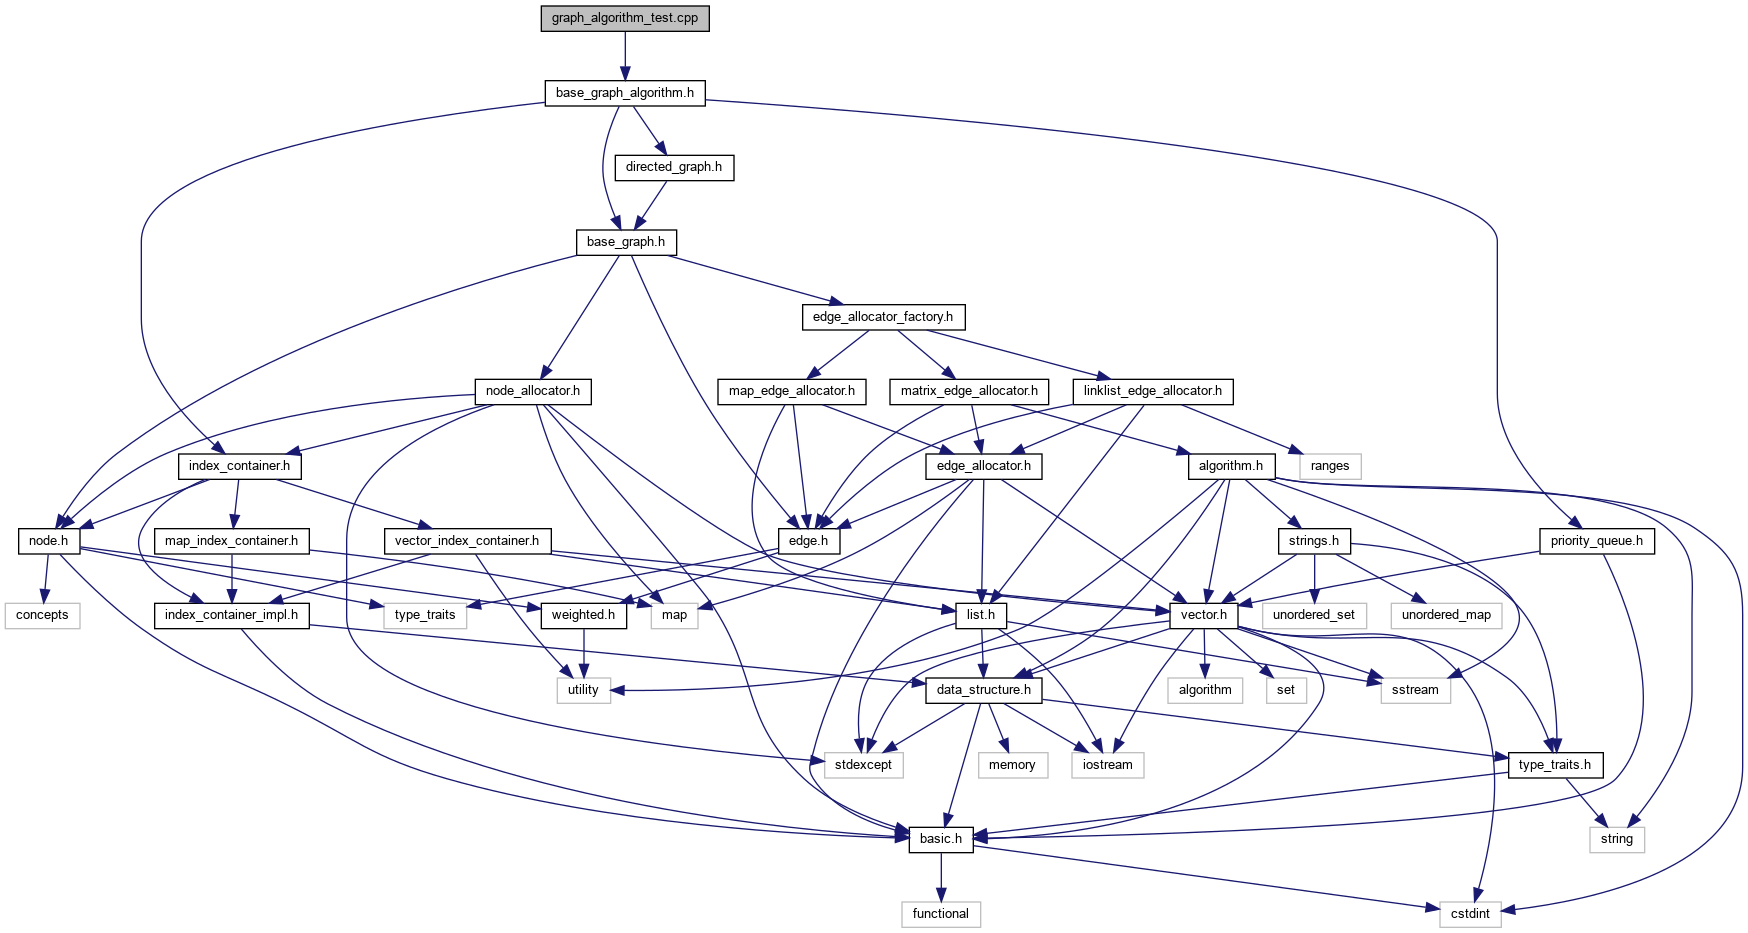 graph_algorithm_test.cpp
base_graph_algorithm.h
directed_graph.h
base_graph.h
edge_allocator_factory.h
node_allocator.h
map_edge_allocator.h
matrix_edge_allocator.h
linklist_edge_allocator.h
index_container.h
edge_allocator.h
algorithm.h
ranges
node.h
map_index_container.h
vector_index_container.h
edge.h
strings.h
priority_queue.h
concepts
index_container_impl.h
type_traits
weighted.h
map
list.h
vector.h
unordered_set
unordered_map
utility
data_structure.h
algorithm
set
sstream
stdexcept
memory
iostream
type_traits.h
basic.h
string
functional
cstdint